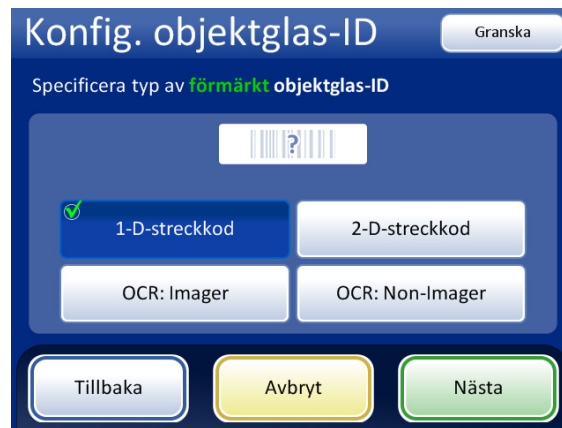 Konfig. objektglas-ID
Granska
Specificera typ av förmärkt objektglas-ID
?
1-D-streckkod
2-D-streckkod
OCR: Imager
OCR: Non-Imager
Tillbaka
Avbryt
Nästa